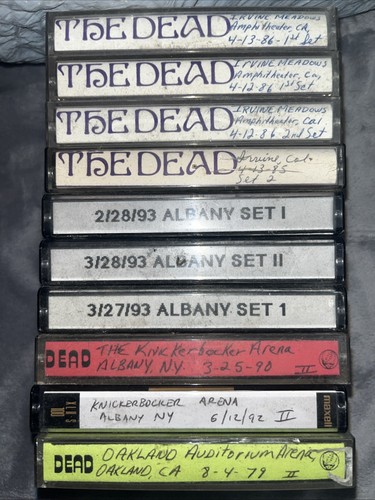 THE DEAD
IRVINE MEADOWS
Amphitheater, CA,
4-13-86-1st Set
THE DEAD
IRVINE MEADOWS
Amphitheater, Ca,
4-12-86 1st Set
THE DEAD
IRVINE MEADOWS
Amphitheater, Cal
4-12-86 2nd Set
THE DEAD
Irvine, Cal.
4-13-85
Set 2
2/28/93 ALBANY SET I
3/28/93 ALBANY SET II
3/27/93 ALBANY SET 1
DEAD
THE Knickerbocker Arena
ALBANY, NY. 3-25-90 II
KNICKERBOCKER ARENA
ALBANY NY 6/12/92 II
maxell
DEAD
OAKLAND Auditorium Arena
OAKLAND, CA 8-4-79 II